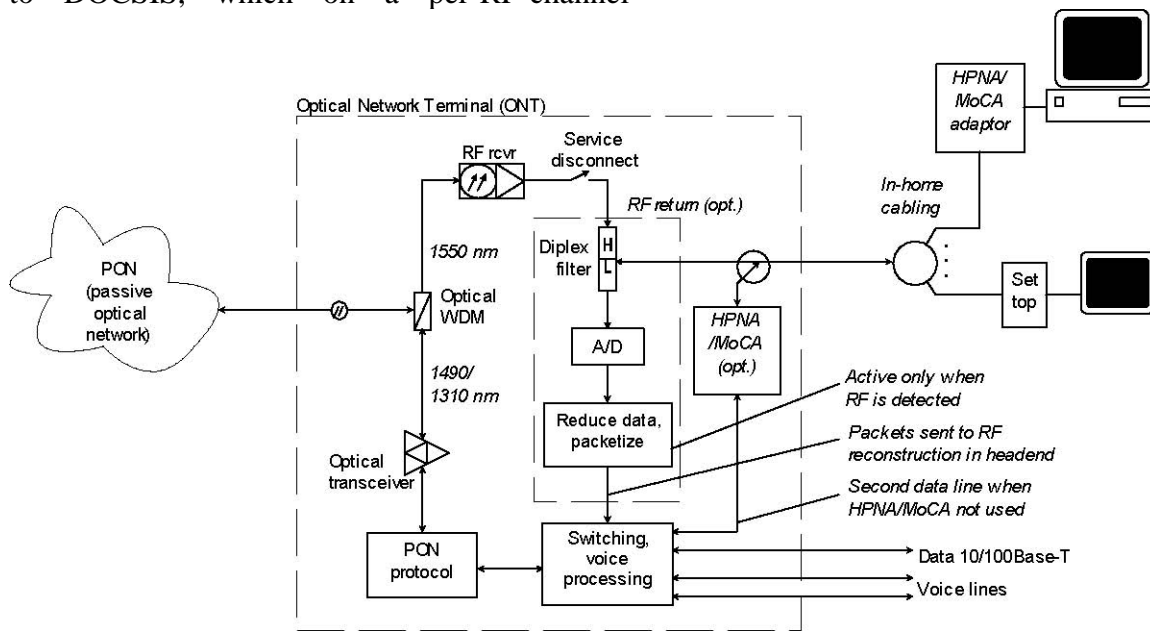 to DOCSIS, which on a per-RF channel
HPNA/
MoCA
adaptor
Optical Network Terminal (ONT)
RF rcvr
Service
disconnect
In-home
cabling
RF return (opt.)
1550 nm
Diplex
filter
H
L
PON
(passive
optical
network)
Optical
WDM
Set
top
HPNA
/MoCA
(opt.)
A/D
1490/
1310 nm
Active only when
RF is detected
Reduce data,
packetize
Packets sent to RF
reconstruction in headend
Optical
transceiver
Second data line when
HPNA/MoCA not used
PON
protocol
Switching,
voice
processing
Data 10/100Base-T
Voice lines